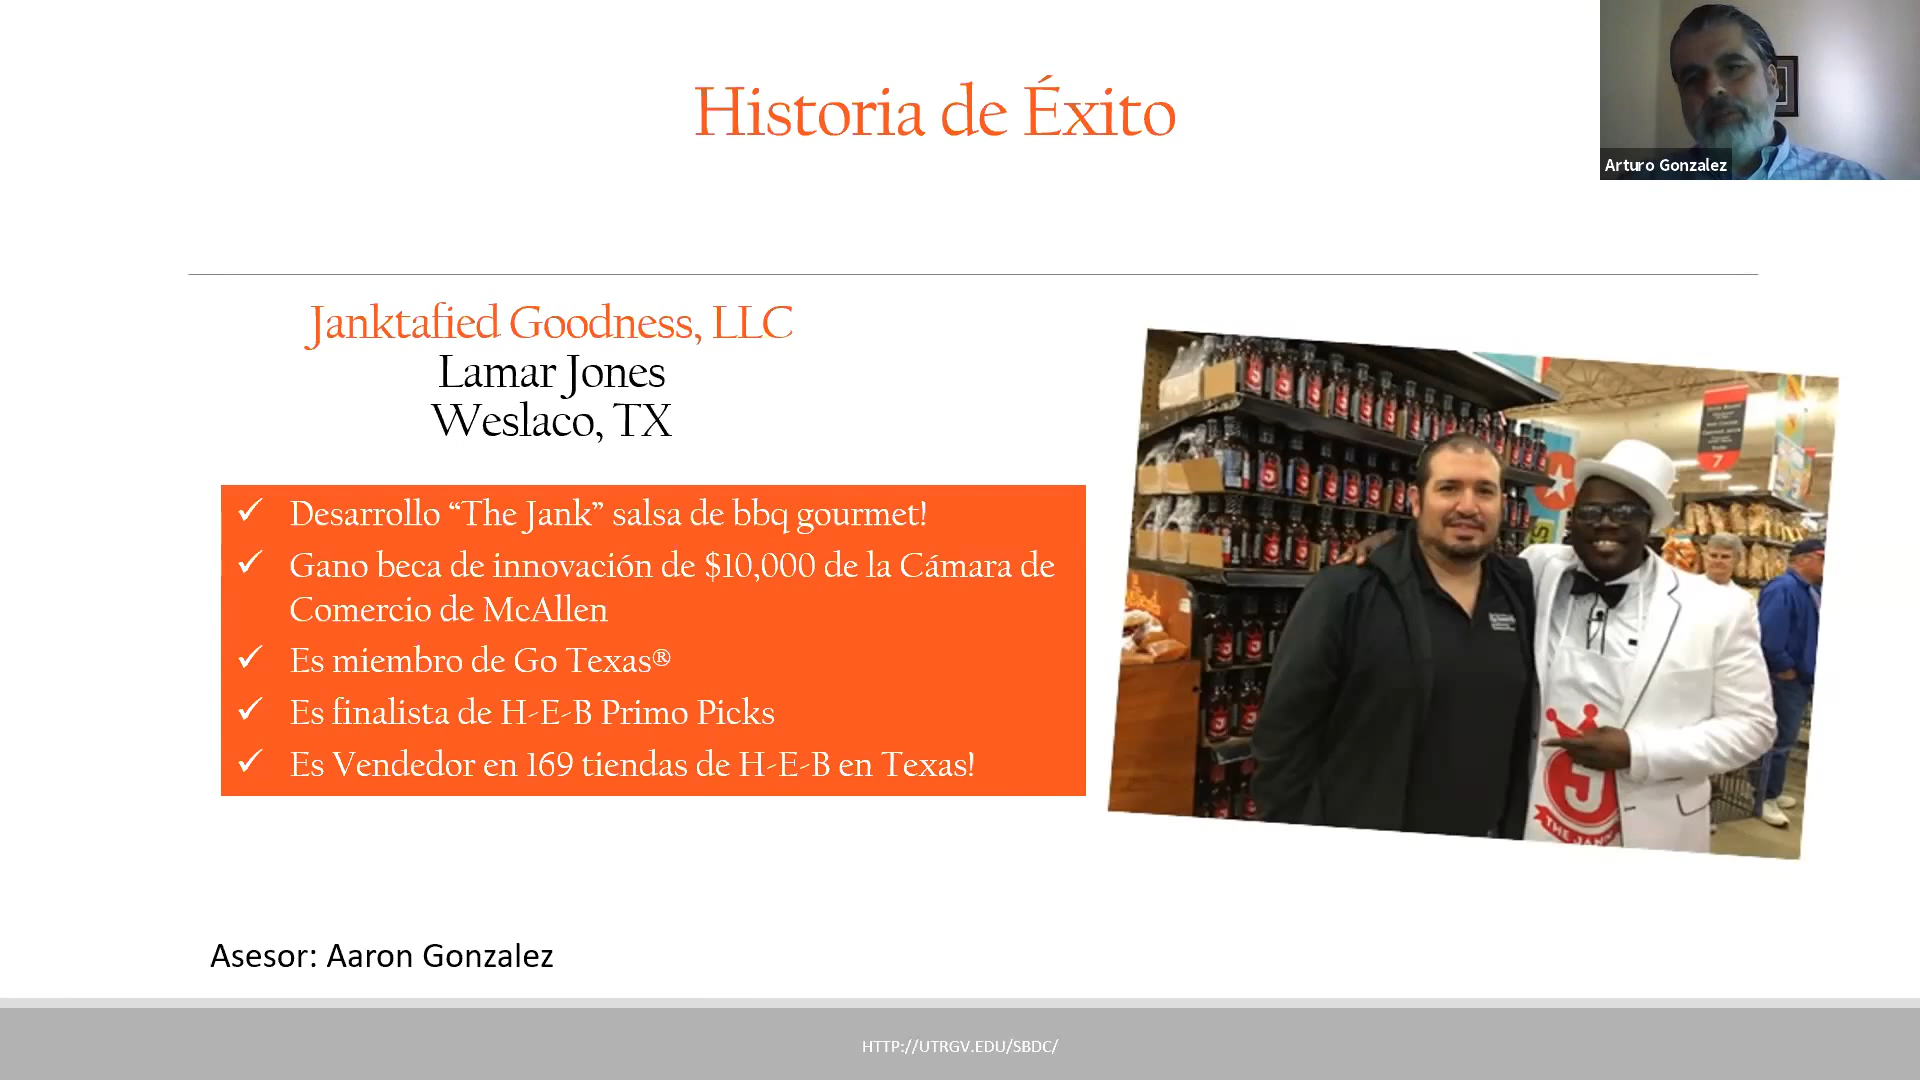 Historia de Éxito
Arturo Gonzalez
Janktafied Goodness, LLC
Lamar Jones
Weslaco, TX
✓ Desarrollo “The Jank” salsa de bbq gourmet!
✓ Gano beca de innovación de $10,000 de la Cámara de
Comercio de McAllen
✓ Es miembro de Go Texas®
✓ Es finalista de H-E-B Primo Picks
✓ Es Vendedor en 169 tiendas de H-E-B en Texas!
7
J
THE JANK
Asesor: Aaron Gonzalez
HTTP://UTRGV.EDU/SBDC/